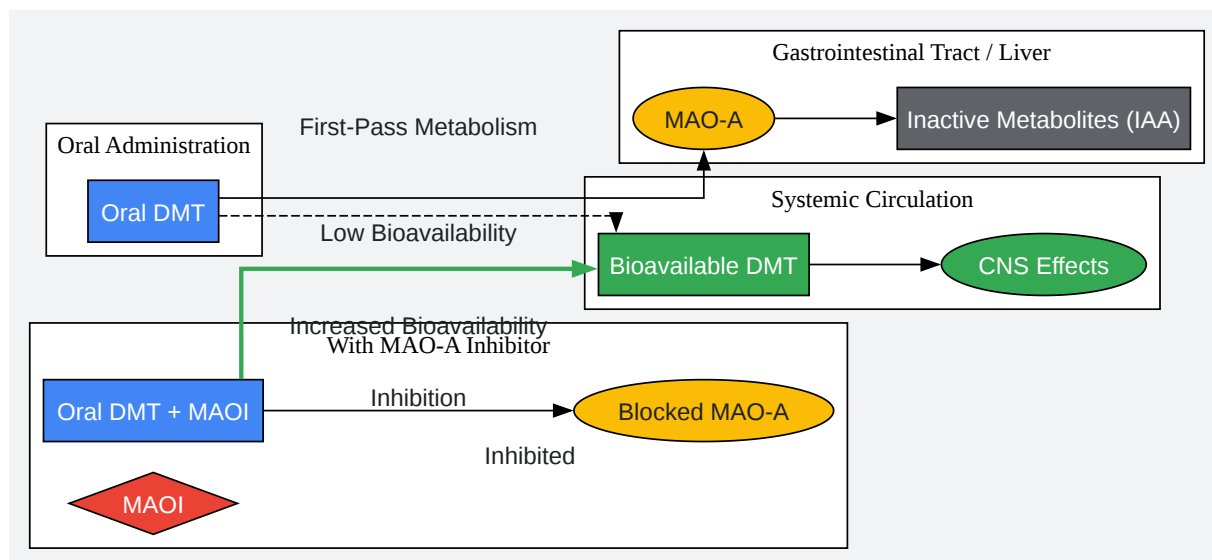 Gastrointestinal Tract / Liver
MAO-A
Inactive Metabolites (IAA)
First-Pass Metabolism
Oral Administration
Oral DMT
Systemic Circulation
Low Bioavailability
Bioavailable DMT
CNS Effects
Increased Bioavailability
With MAO-A Inhibitor
Oral DMT + MAOI
Inhibition
Blocked MAO-A
Inhibited
MAOI